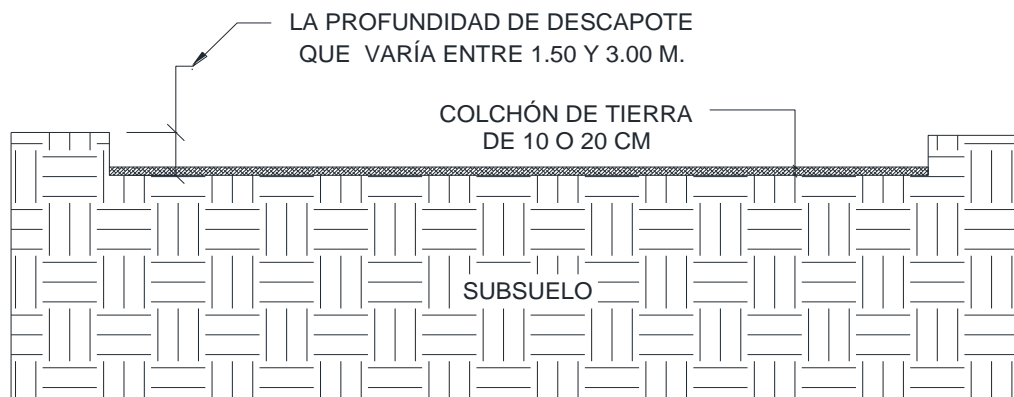 LA PROFUNDIDAD DE DESCAPOTE
QUE VARÍA ENTRE 1.50 Y 3.00 M.
COLCHÓN DE TIERRA
DE 10 O 20 CM
SUBSUELO